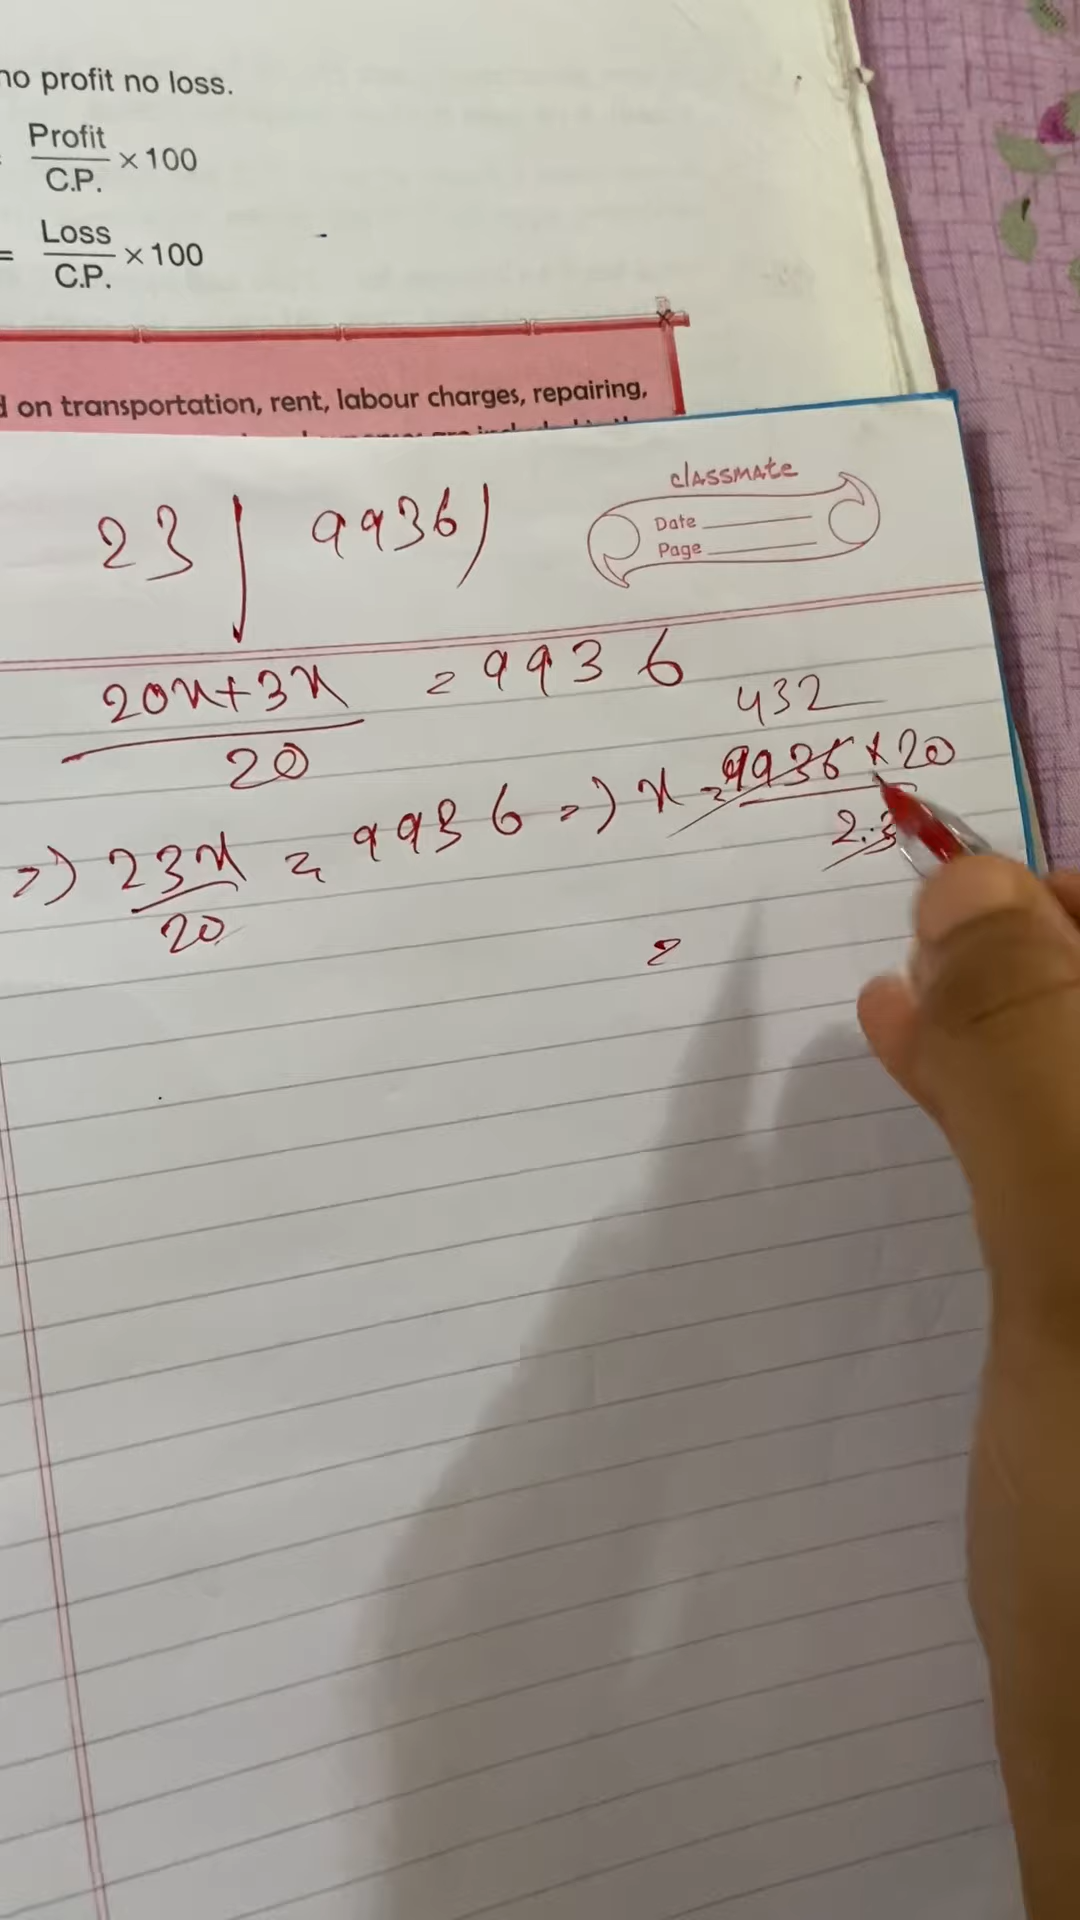 no profit no loss.
Profit
C.P. × 100
= Loss
C.P. × 100
on transportation, rent, labour charges, repairing,
classmate
Date
Page
23 | 9936 )
20x+3x = 9936
20
432
=> 23x = 9936 => x = 9936 × 20
20
23
=